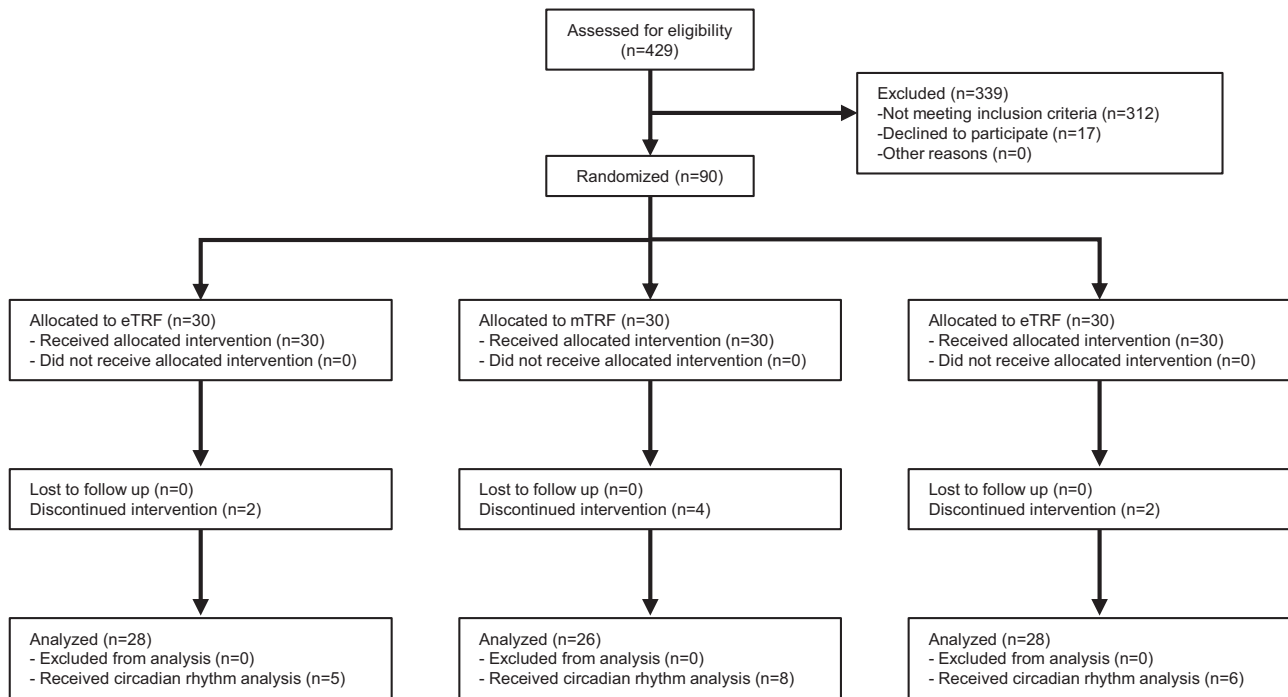 Assessed for eligibility
(n=429)
Excluded (n=339)
-Not meeting inclusion criteria (n=312)
-Declined to participate (n=17)
-Other reasons (n=0)
Randomized (n=90)
Allocated to eTRF (n=30)
- Received allocated intervention (n=30)
- Did not receive allocated intervention (n=0)
Allocated to mTRF (n=30)
- Received allocated intervention (n=30)
- Did not receive allocated intervention (n=0)
Allocated to eTRF (n=30)
- Received allocated intervention (n=30)
- Did not receive allocated intervention (n=0)
Lost to follow up (n=0)
Discontinued intervention (n=2)
Lost to follow up (n=0)
Discontinued intervention (n=4)
Lost to follow up (n=0)
Discontinued intervention (n=2)
Analyzed (n=28)
- Excluded from analysis (n=0)
- Received circadian rhythm analysis (n=5)
Analyzed (n=26)
- Excluded from analysis (n=0)
- Received circadian rhythm analysis (n=8)
Analyzed (n=28)
- Excluded from analysis (n=0)
- Received circadian rhythm analysis (n=6)